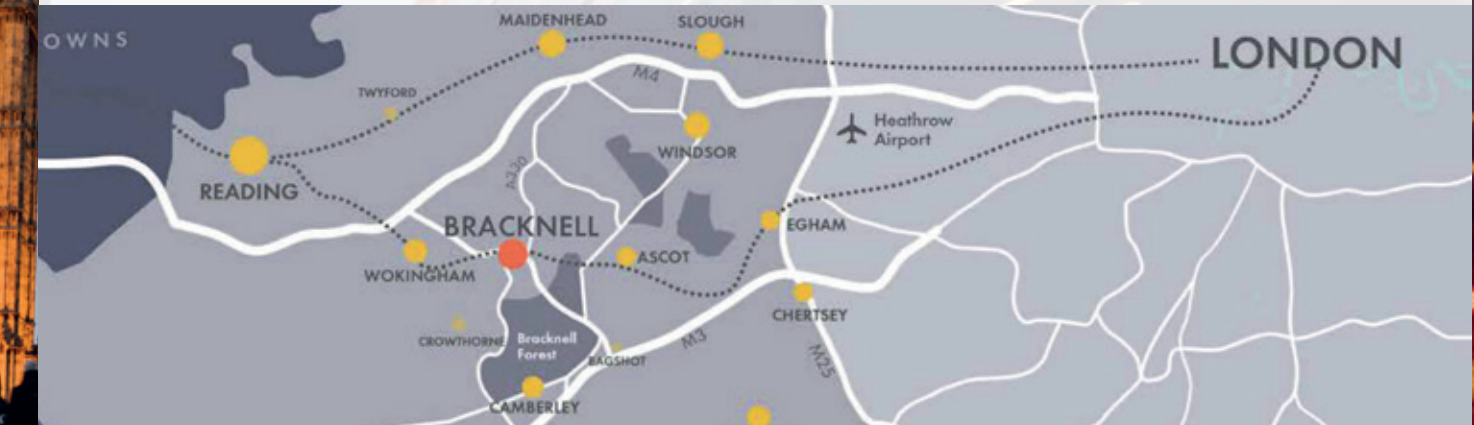 OWNS
MAIDENHEAD
SLOUGH
LONDON
M4
TWYFORD
Heathrow
Airport
WINDSOR
READING
A330
BRACKNELL
EGHAM
WOKINGHAM
ASCOT
CHERTSEY
CROWTHORNE
Bracknell
Forest
BAGSHOT
M3
M25
CAMBERLEY